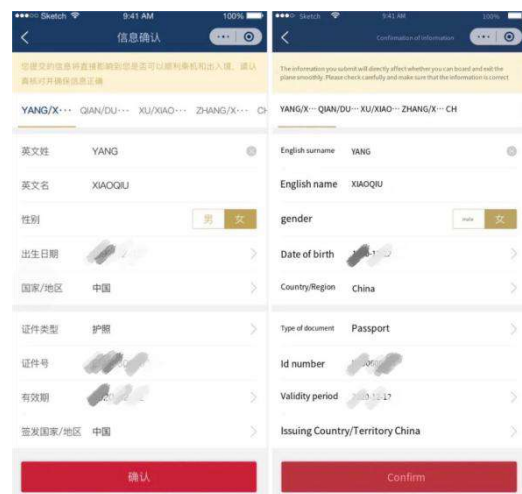 Sketch 9:41 AM 100%
信息确认
您提交的信息将直接影响到您是否可以顺利乘机和出入境，请认
真核对并确保信息正确
YANG/X··· QIAN/DU··· XU/XIAO··· ZHANG/X··· CH
英文姓 YANG
英文名 XIAOQIU
性别 男 女
出生日期
国家/地区 中国
证件类型 护照
证件号
有效期
签发国家/地区 中国
确认
Sketch 9:41 AM 100%
Confirmation of information
The information you submit will directly affect whether you can board and exit the
plane smoothly. Please check carefully and make sure that the information is correct
YANG/X··· QIAN/DU··· XU/XIAO··· ZHANG/X··· CH
English surname YANG
English name XIAOQIU
gender male 女
Date of birth
Country/Region China
Type of document Passport
Id number
Validity period
Issuing Country/Territory China
Confirm